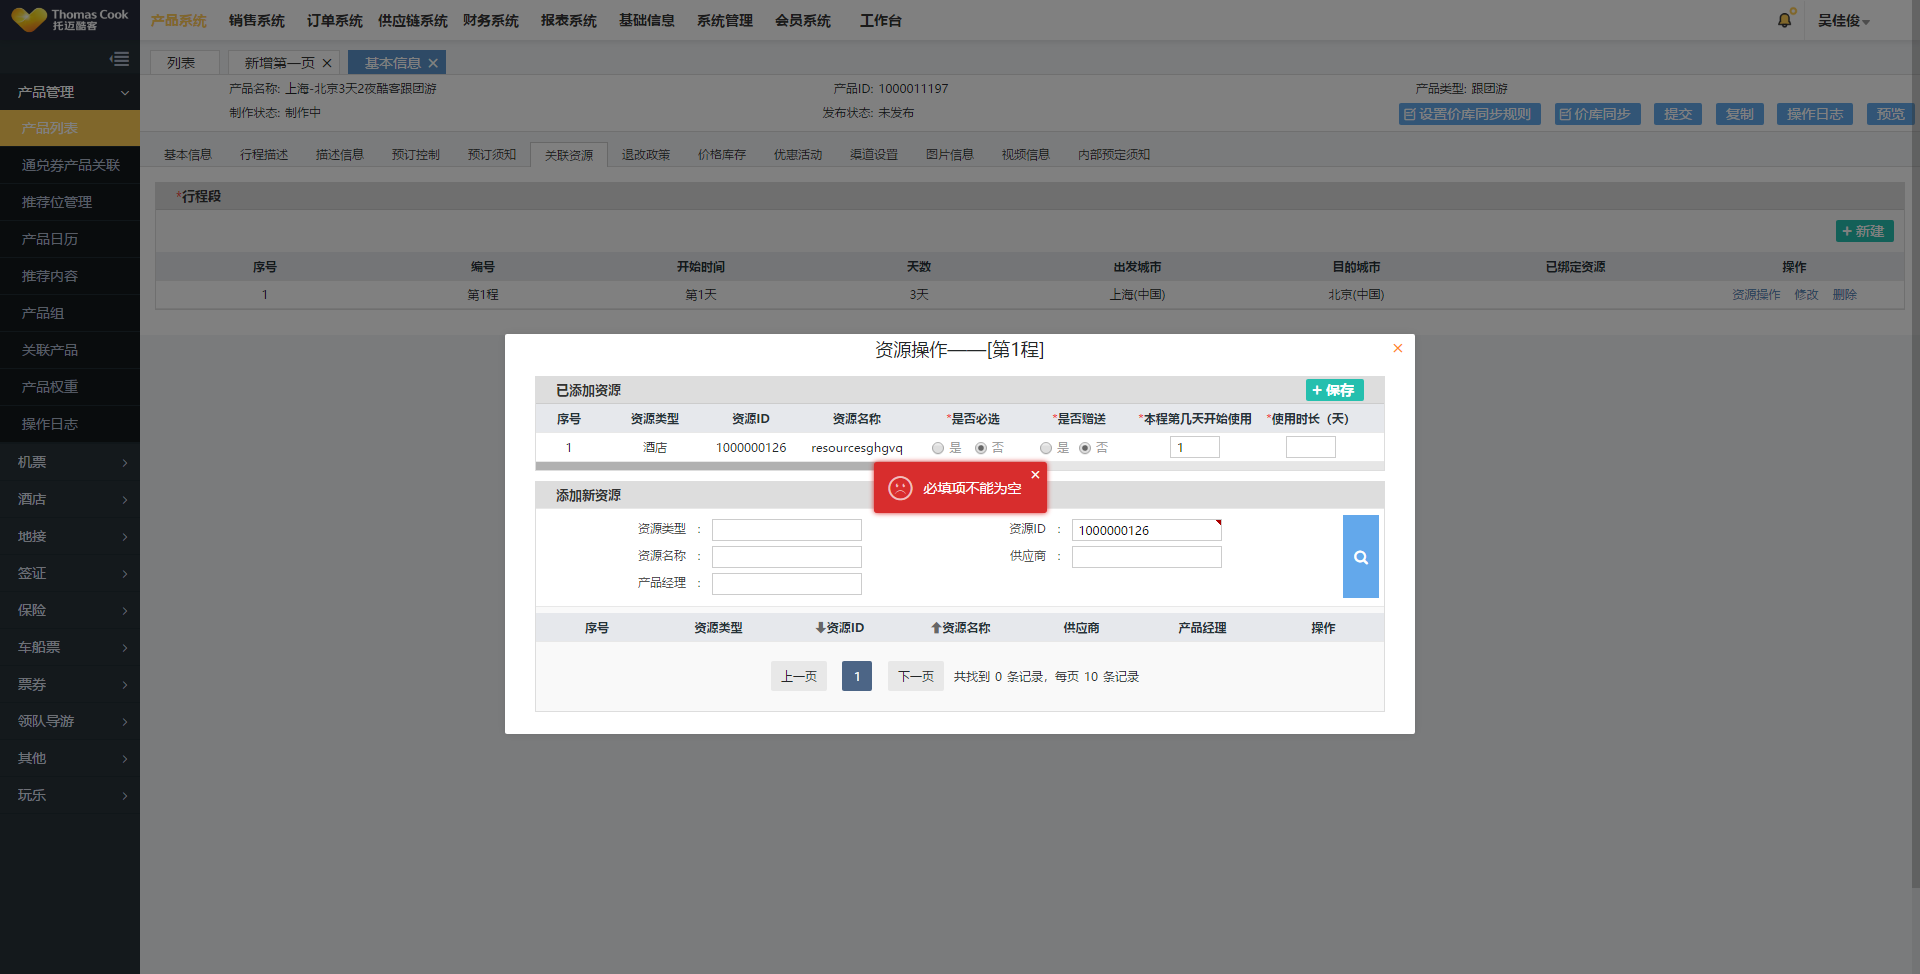 Thomas Cook
托迈酷客
产品系统 销售系统 订单系统 供应链系统 财务系统 报表系统 基础信息 系统管理 会员系统 工作台
吴佳俊
列表 新增第一页 基本信息
产品名称: 上海-北京3天2夜酷客跟团游 产品ID: 1000011197 产品类型: 跟团游
制作状态: 制作中 发布状态: 未发布
设置价库同步规则 价库同步 提交 复制 操作日志 预览
基本信息 行程描述 描述信息 预订控制 预订须知 关联资源 退改政策 价格库存 优惠活动 渠道设置 图片信息 视频信息 内部预定须知
*行程段
+ 新建
序号 编号 开始时间 天数 出发城市 目的城市 已绑定资源 操作
1 第1程 第1天 3天 上海(中国) 北京(中国) 资源操作 修改 删除
产品管理
产品列表
通兑券产品关联
推荐位管理
产品日历
推荐内容
产品组
关联产品
产品权重
操作日志
机票
酒店
地接
签证
保险
车船票
票券
领队导游
其他
玩乐
资源操作——[第1程]
已添加资源 + 保存
序号 资源类型 资源ID 资源名称 *是否必选 *是否赠送 *本程第几天开始使用 *使用时长（天）
1 酒店 1000000126 resourcesghgvq 是 否 是 否 1
必填项不能为空
添加新资源
资源类型 : 资源ID : 1000000126
资源名称 : 供应商 :
产品经理 :
序号 资源类型 资源ID 资源名称 供应商 产品经理 操作
上一页 1 下一页 共找到 0 条记录，每页 10 条记录